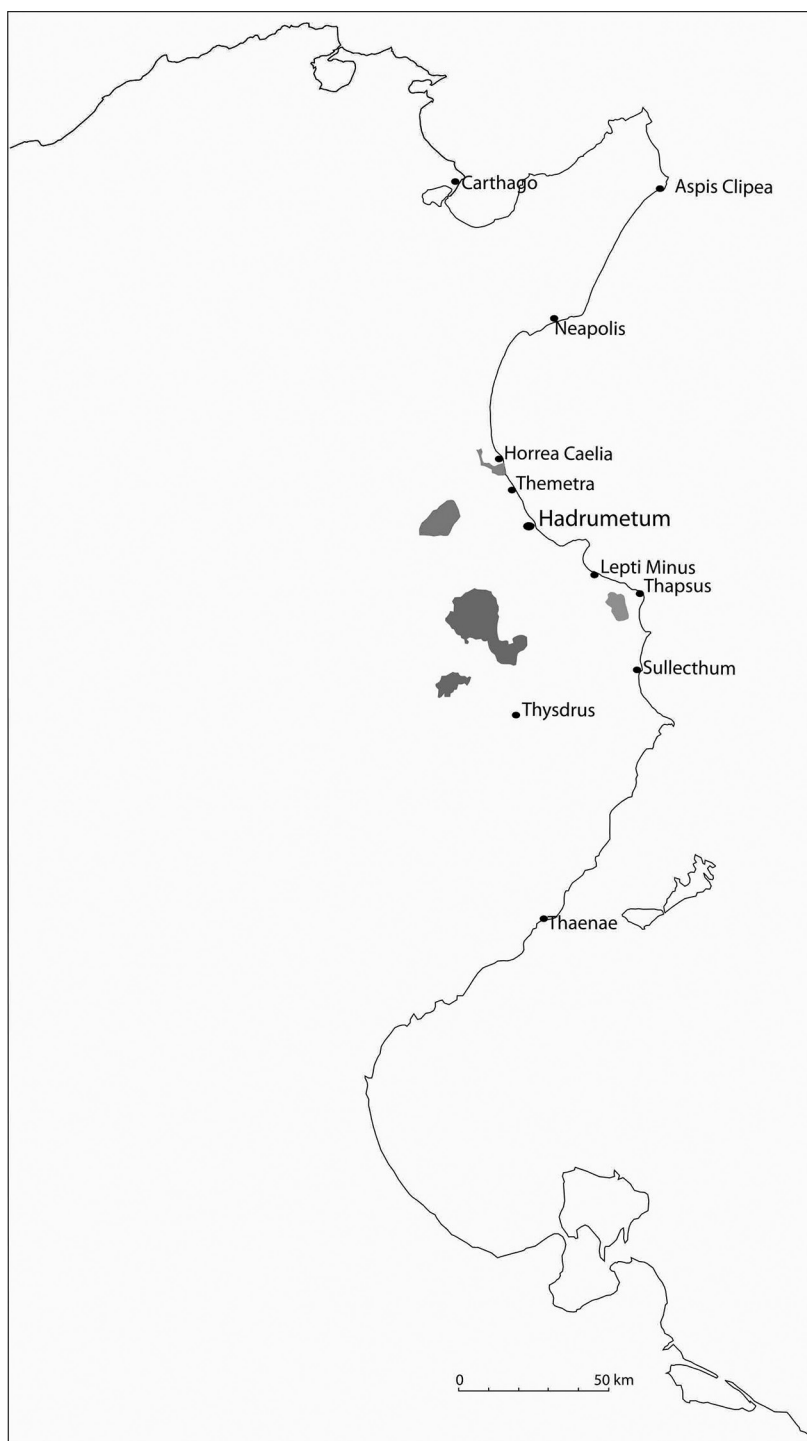 Carthago
Aspis Clipea
Neapolis
Horrea Caelia
Themetra
Hadrumetum
Lepti Minus
Thapsus
Sullecthum
Thysdrus
Thaenae
0 50 km